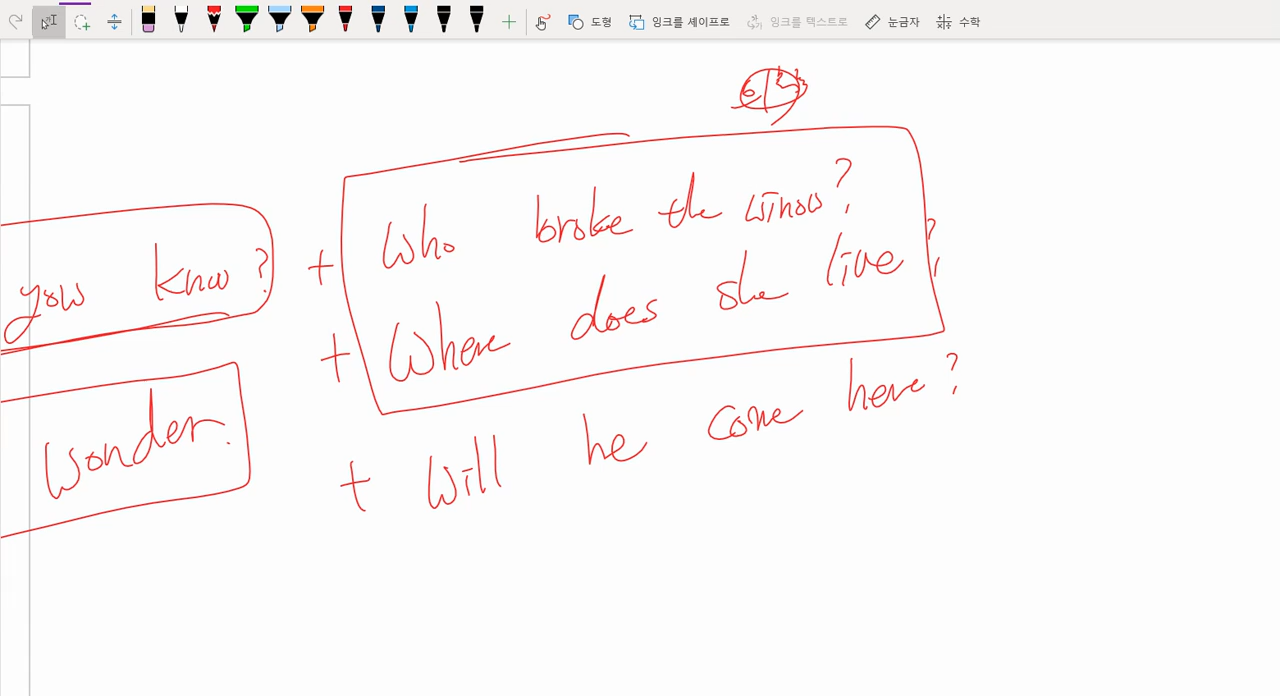 도형 잉크를 셰이프로 잉크를 텍스트로 눈금자 수학
you know? + Who broke the winow?
+ Where does she live?
wonder. + will he come here?